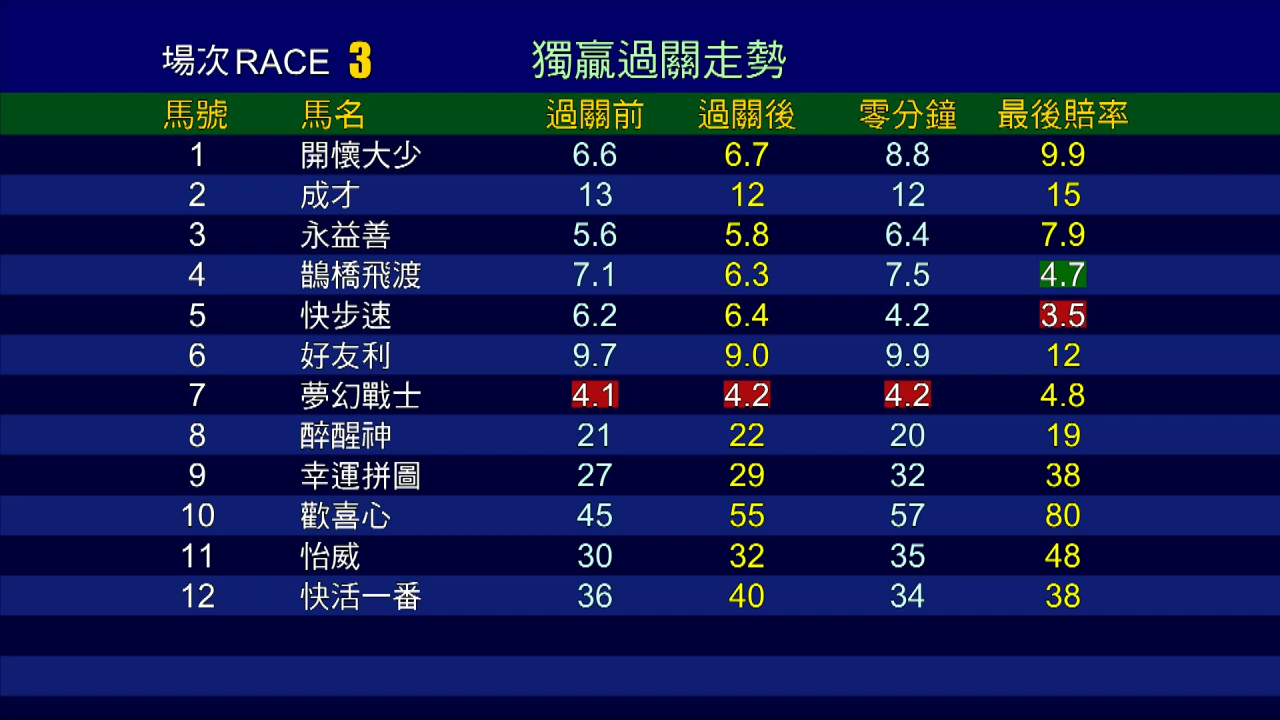 場次RACE 3 獨贏過關走勢
馬號 馬名 過關前 過關後 零分鐘 最後賠率
1 開懷大少 6.6 6.7 8.8 9.9
2 成才 13 12 12 15
3 永益善 5.6 5.8 6.4 7.9
4 鵲橋飛渡 7.1 6.3 7.5 4.7
5 快步速 6.2 6.4 4.2 3.5
6 好友利 9.7 9.0 9.9 12
7 夢幻戰士 4.1 4.2 4.2 4.8
8 醉醒神 21 22 20 19
9 幸運拼圖 27 29 32 38
10 歡喜心 45 55 57 80
11 怡威 30 32 35 48
12 快活一番 36 40 34 38